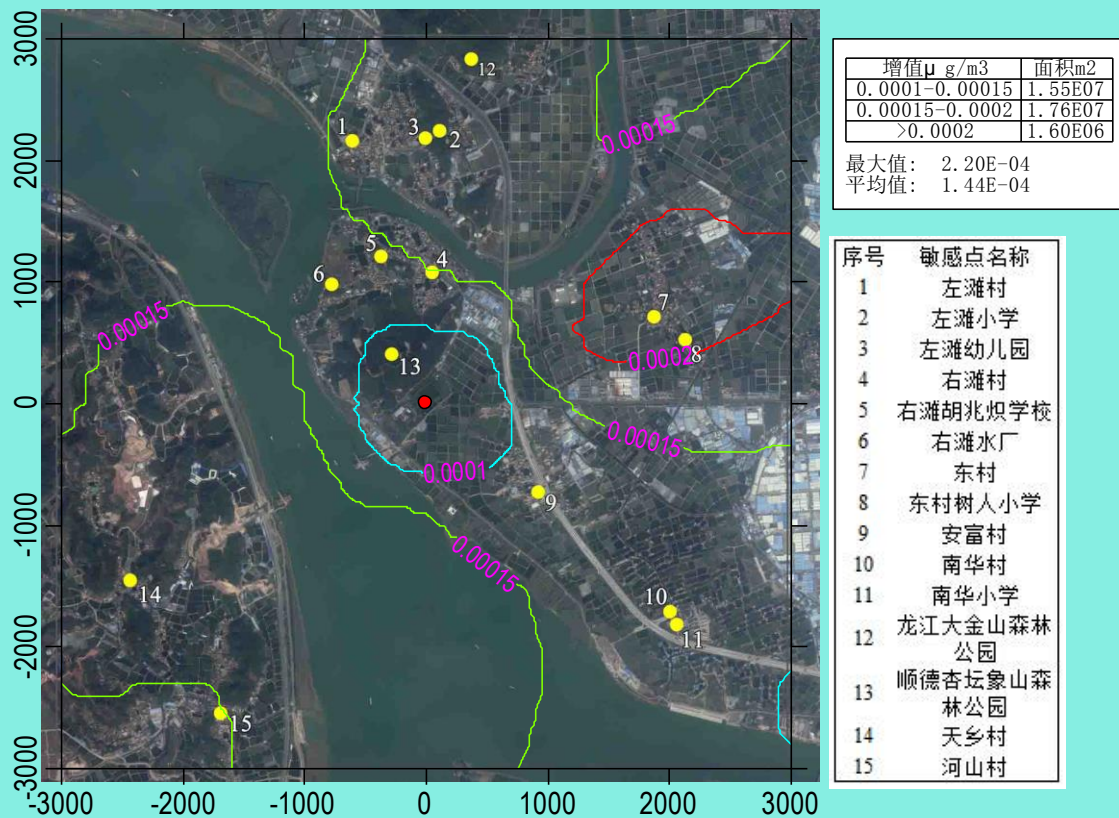 3000
2000
1000
0
-1000
-2000
-3000
-3000
-2000
-1000
0
1000
2000
3000
12
1
3
2
5
4
6
7
8
13
9
10
11
14
15
0.00015
0.00015
0.0002
0.00015
0.0001
0.00015
增值μ g/m3 面积m2
0.0001-0.00015 1.55E07
0.00015-0.0002 1.76E07
>0.0002 1.60E06
最大值: 2.20E-04
平均值: 1.44E-04
序号 敏感点名称
1 左滩村
2 左滩小学
3 左滩幼儿园
4 右滩村
5 右滩胡兆炽学校
6 右滩水厂
7 东村
8 东村树人小学
9 安富村
10 南华村
11 南华小学
12 龙江大金山森林
公园
13 顺德杏坛象山森
林公园
14 天乡村
15 河山村